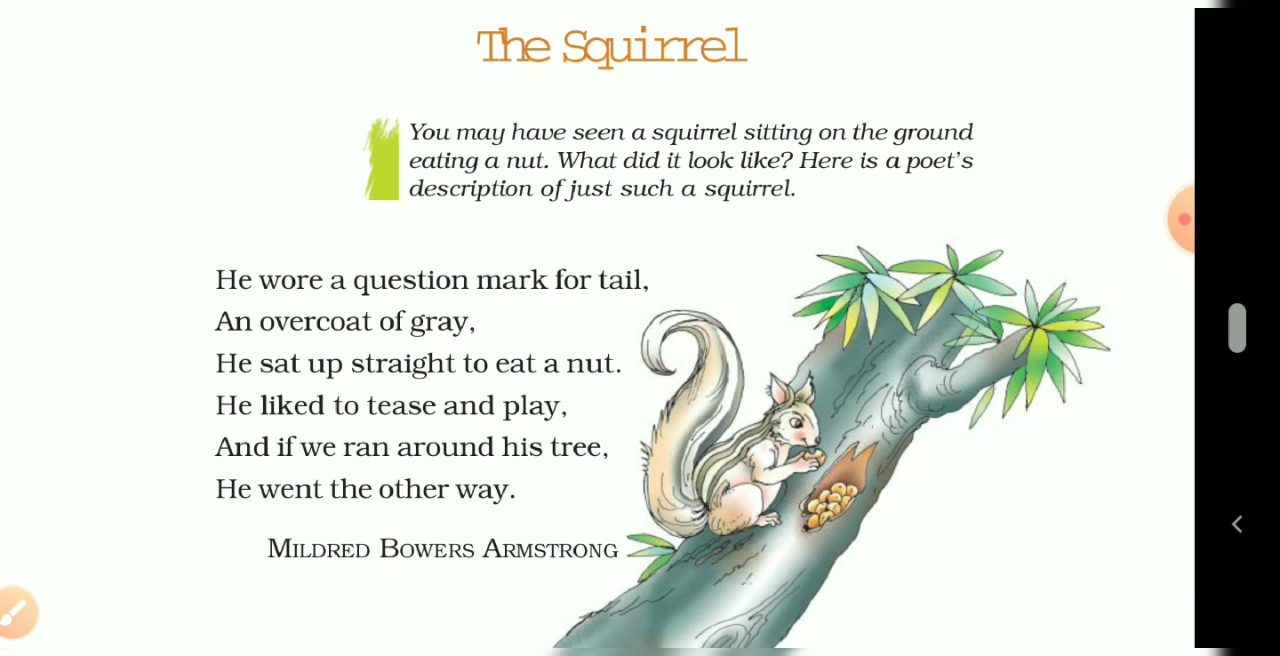 The Squirrel
You may have seen a squirrel sitting on the ground
eating a nut. What did it look like? Here is a poet's
description of just such a squirrel.
He wore a question mark for tail,
An overcoat of gray,
He sat up straight to eat a nut.
He liked to tease and play,
And if we ran around his tree,
He went the other way.
MILDRED BOWERS ARMSTRONG